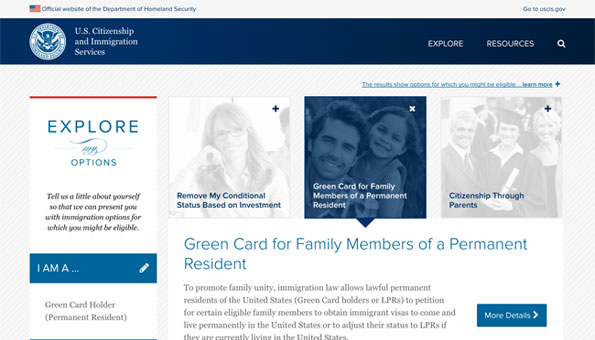 Official website of the Department of Homeland Security
Go to uscis.gov
U.S. Citizenship
and Immigration
Services
EXPLORE
RESOURCES
The results show options for which you might be eligible... learn more +
EXPLORE
my
OPTIONS
Tell us a little about yourself
so that we can present you
with immigration options for
which you might be eligible.
I AM A ...
Green Card Holder
(Permanent Resident)
Remove My Conditional
Status Based on Investment
Green Card for Family
Members of a Permanent
Resident
Citizenship Through
Parents
Green Card for Family Members of a Permanent
Resident
To promote family unity, immigration law allows lawful permanent
residents of the United States (Green Card holders or LPRs) to petition
for certain eligible family members to obtain immigrant visas to come and
live permanently in the United States or to adjust their status to LPRs if
they are currently living in the United States.
More Details